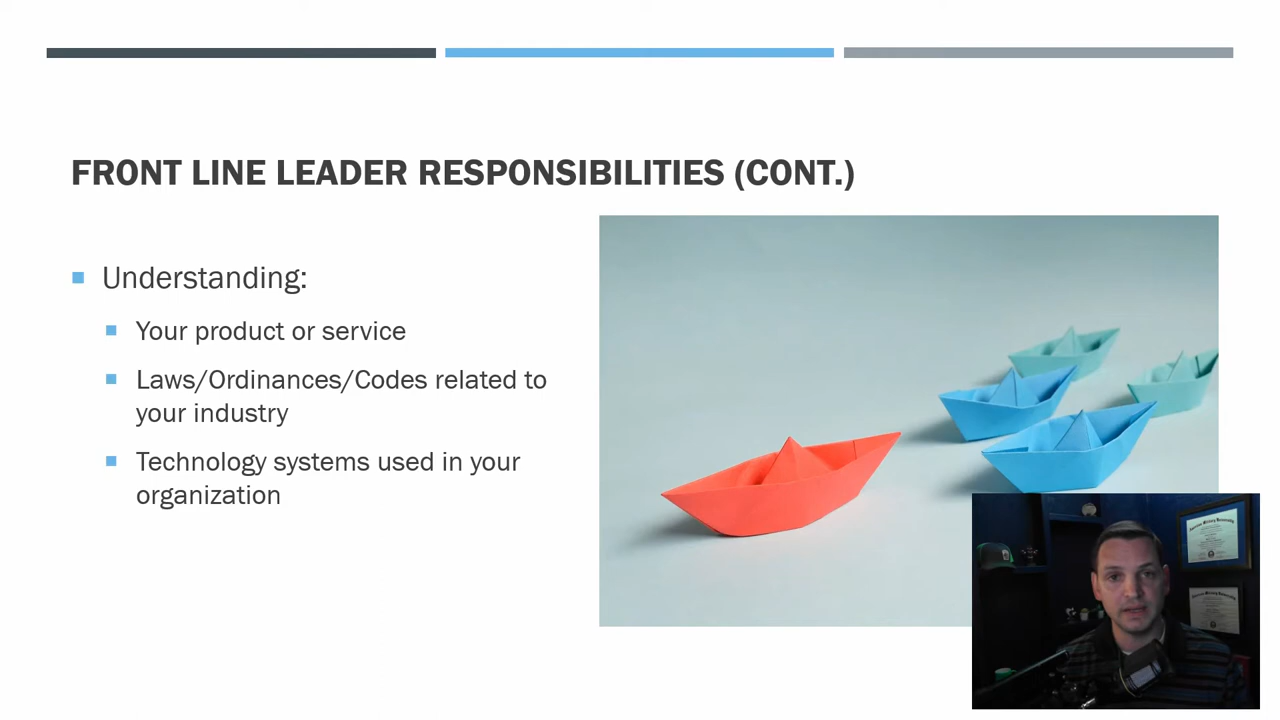 FRONT LINE LEADER RESPONSIBILITIES (CONT.)
Understanding:
Your product or service
Laws/Ordinances/Codes related to
your industry
Technology systems used in your
organization